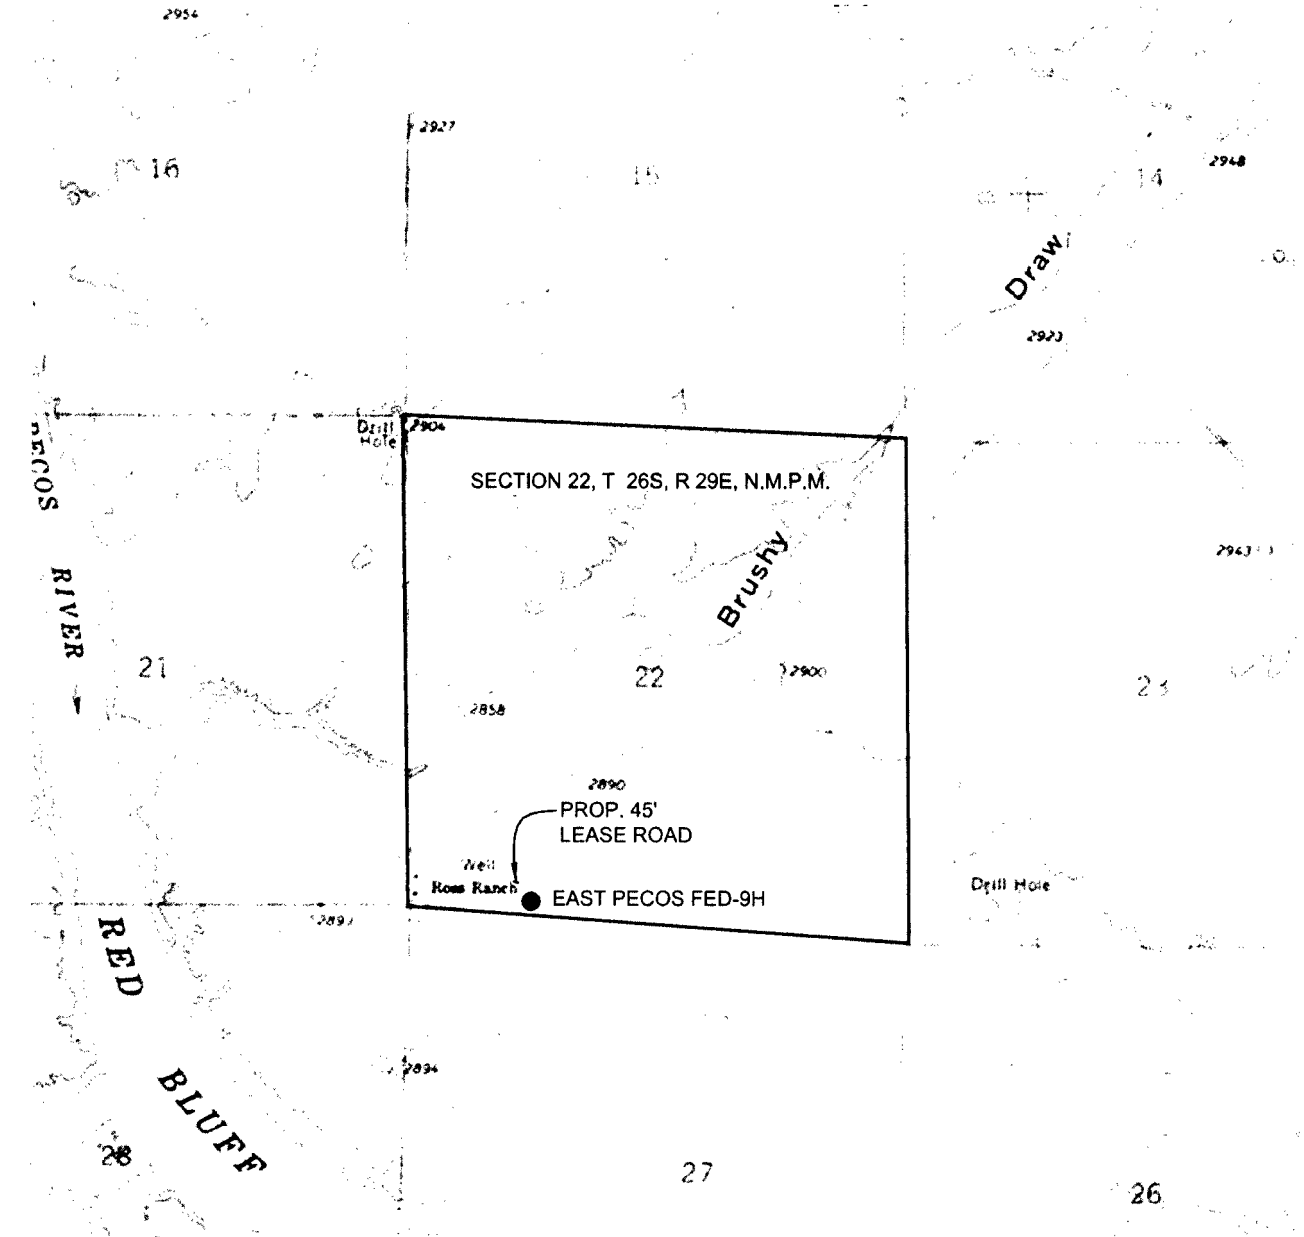 2954
2927
16
15
14
2948
Draw
2923
Drill
Hole
2904
PECOS
SECTION 22, T 26S, R 29E, N.M.P.M.
Brushy
2943
RIVER
21
22
2900
23
2858
2890
PROP. 45'
LEASE ROAD
Well
Ross Ranch
EAST PECOS FED-9H
Drill Hole
RED
2894
BLUFF
28
27
26